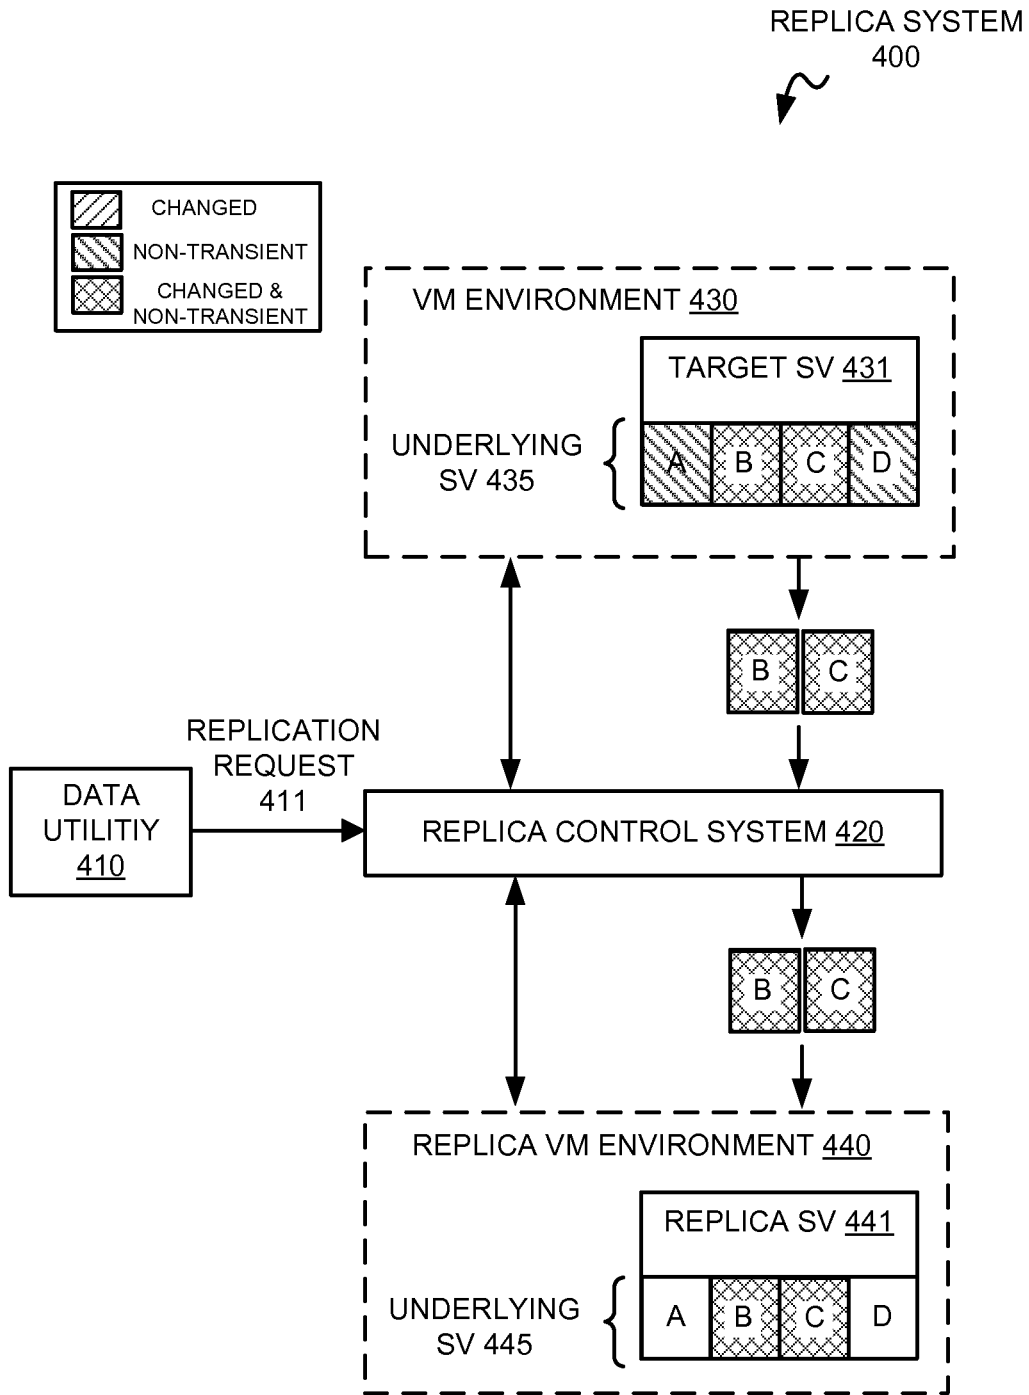 REPLICA SYSTEM
400
CHANGED
NON-TRANSIENT
CHANGED &
NON-TRANSIENT
VM ENVIRONMENT 430
TARGET SV 431
UNDERLYING
SV 435
A B C D
B C
REPLICATION
REQUEST
411
DATA
UTILITIY
410
REPLICA CONTROL SYSTEM 420
B C
REPLICA VM ENVIRONMENT 440
REPLICA SV 441
UNDERLYING
SV 445
A B C D